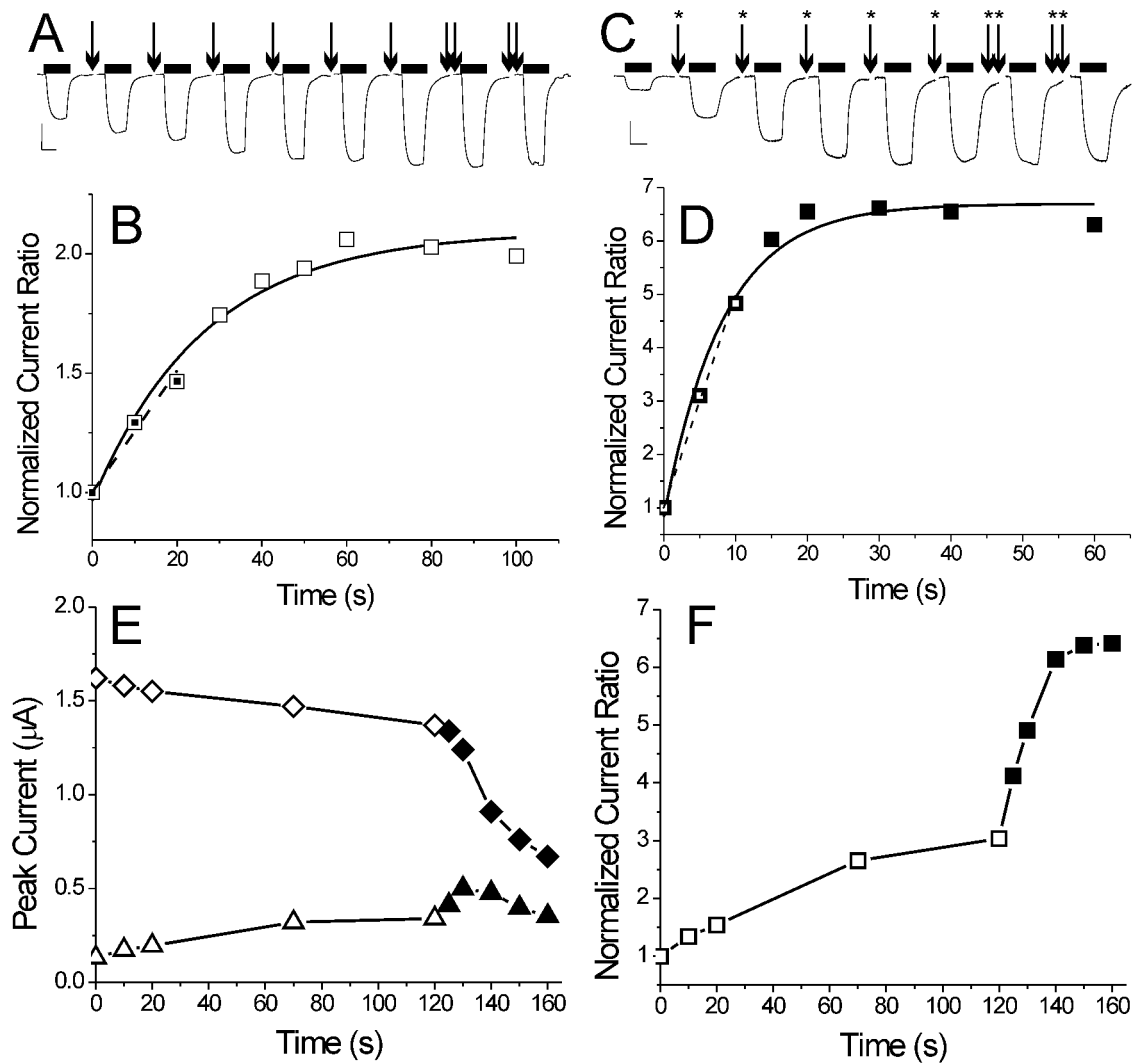 A
C
* * * * * ** **
B
Normalized Current Ratio
2.0
1.5
1.0
0 20 40 60 80 100
Time (s)
D
Normalized Current Ratio
7
6
5
4
3
2
1
0 10 20 30 40 50 60
Time (s)
E
Peak Current (µA)
2.0
1.5
1.0
0.5
0.0
0 20 40 60 80 100 120 140 160
Time (s)
F
Normalized Current Ratio
7
6
5
4
3
2
1
0 20 40 60 80 100 120 140 160
Time (s)